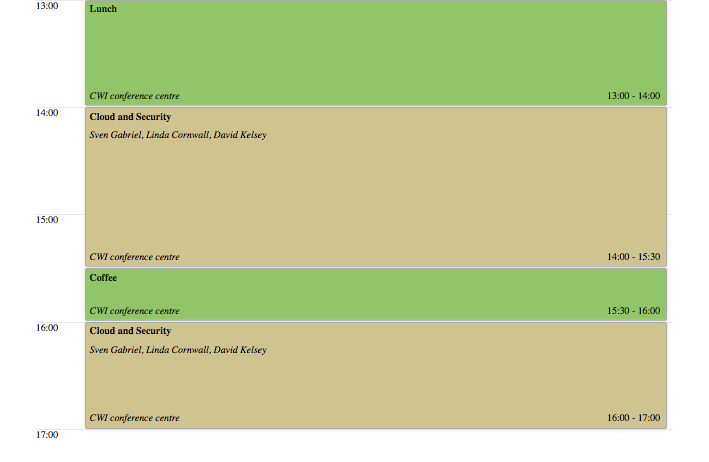 13:00
Lunch
CWI conference centre 13:00 - 14:00
14:00
Cloud and Security
Sven Gabriel, Linda Cornwall, David Kelsey
15:00
CWI conference centre 14:00 - 15:30
Coffee
CWI conference centre 15:30 - 16:00
16:00
Cloud and Security
Sven Gabriel, Linda Cornwall, David Kelsey
CWI conference centre 16:00 - 17:00
17:00